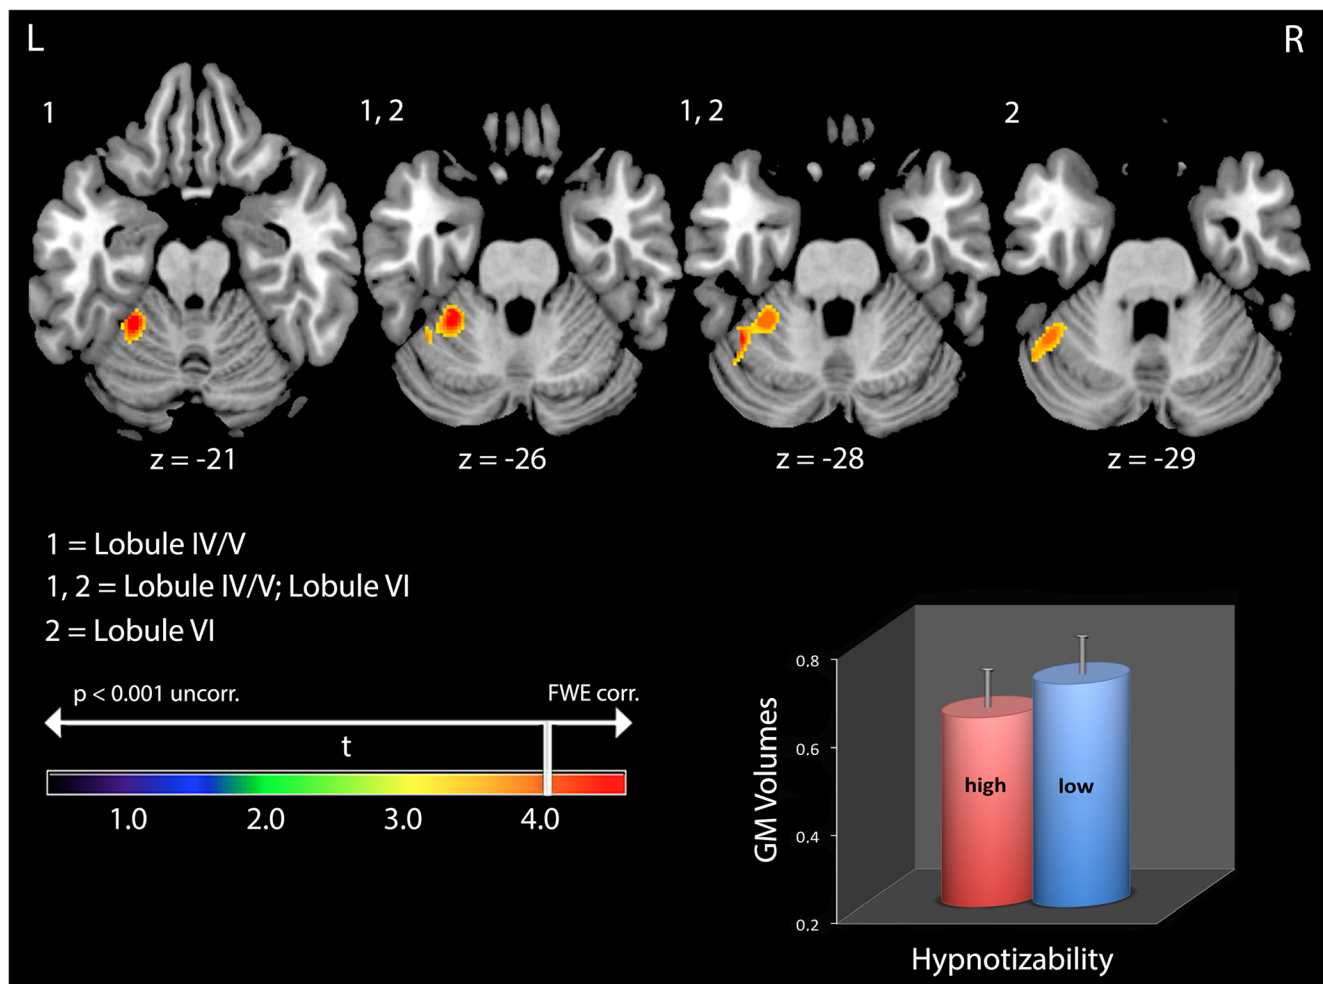 L
R
1
1, 2
1, 2
2
z = -21
z = -26
z = -28
z = -29
1 = Lobule IV/V
1, 2 = Lobule IV/V; Lobule VI
2 = Lobule VI
p < 0.001 uncorr.
FWE corr.
t
1.0
2.0
3.0
4.0
0.8
0.6
0.4
0.2
GM Volumes
high
low
Hypnotizability